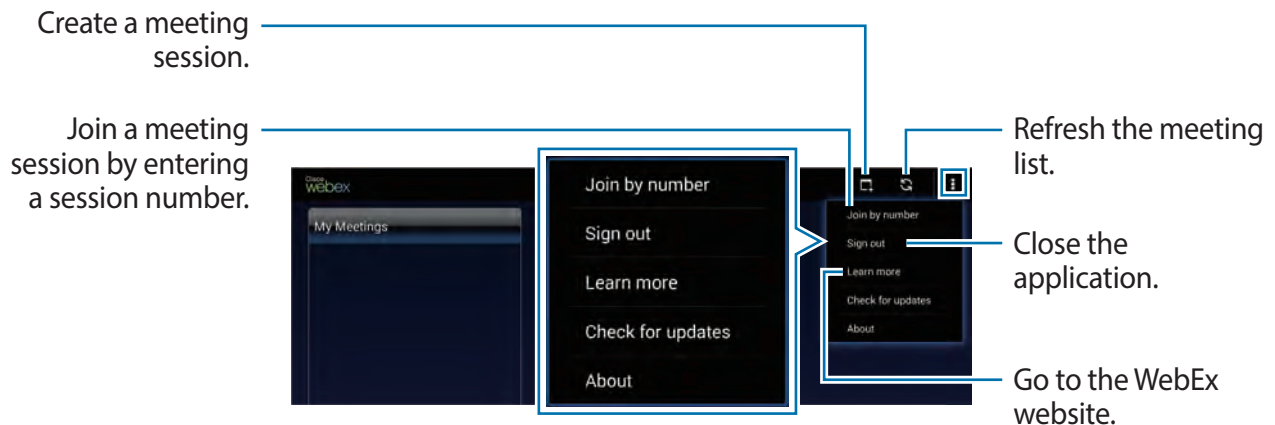 Create a meeting
session.
Join a meeting
session by entering
a session number.
Cisco
webex
My Meetings
Join by number
Sign out
Learn more
Check for updates
About
Join by number
Sign out
Learn more
Check for updates
About
Refresh the meeting
list.
Close the
application.
Go to the WebEx
website.